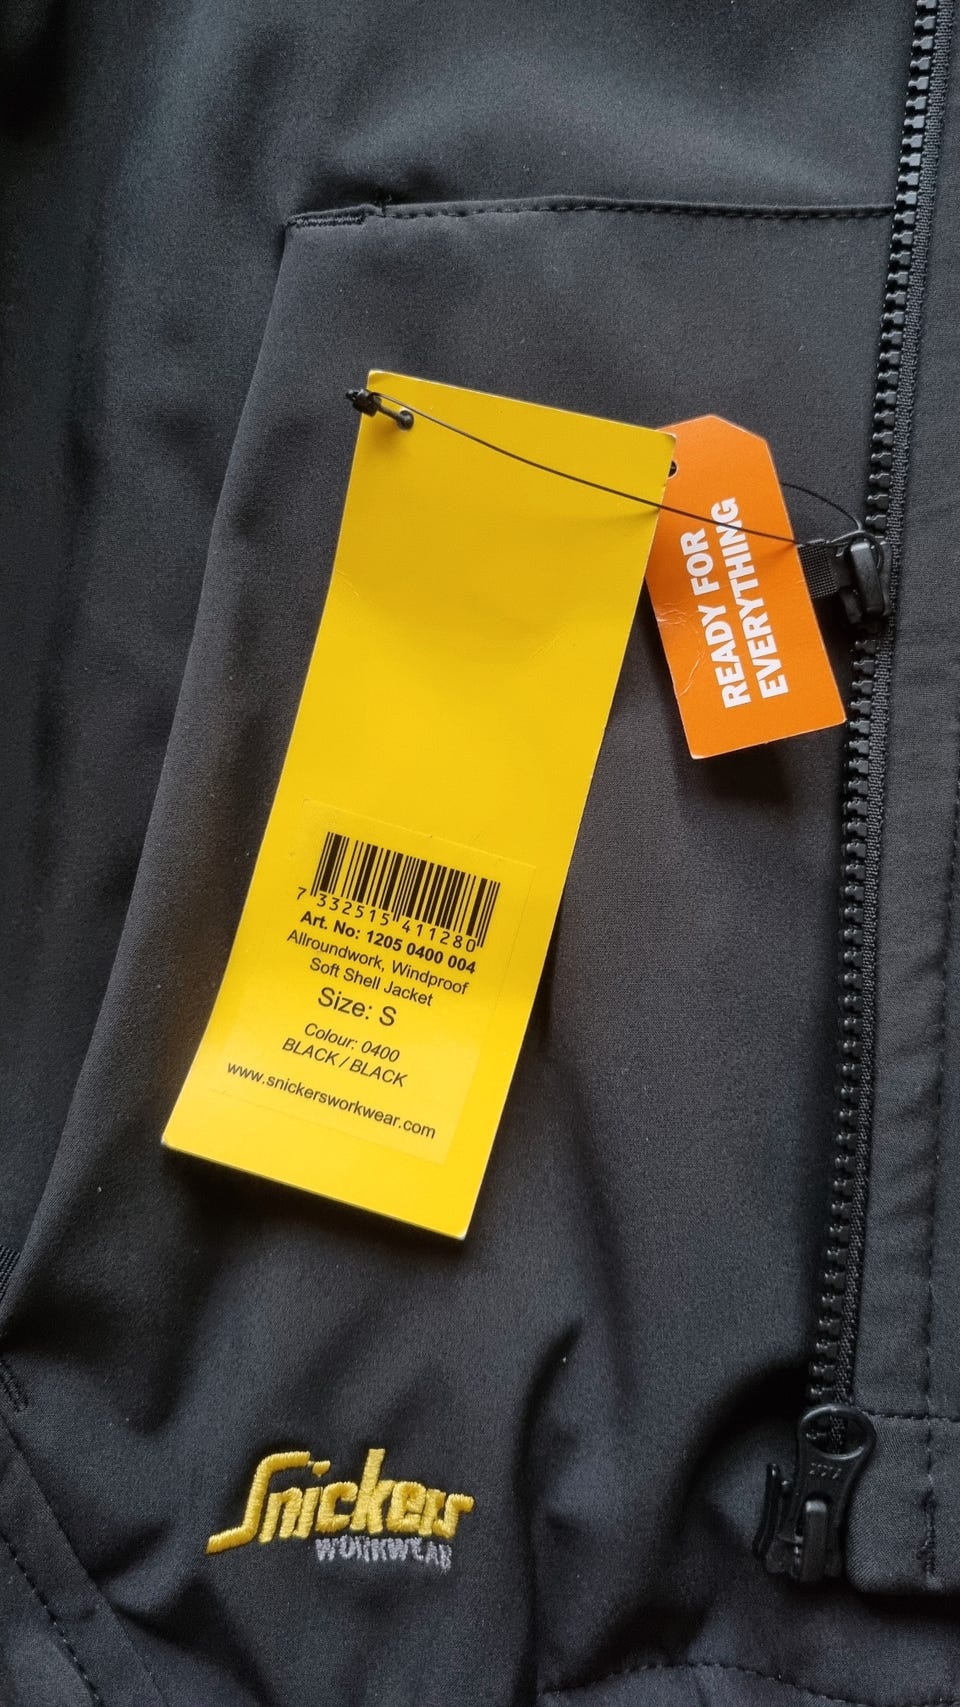 READY FOR
EVERYTHING
7 332515 411280
Art. No: 1205 0400 004
Allroundwork, Windproof
Soft Shell Jacket
Size: S
Colour: 0400
BLACK / BLACK
www.snickersworkwear.com
Snickers
WORKWEAR